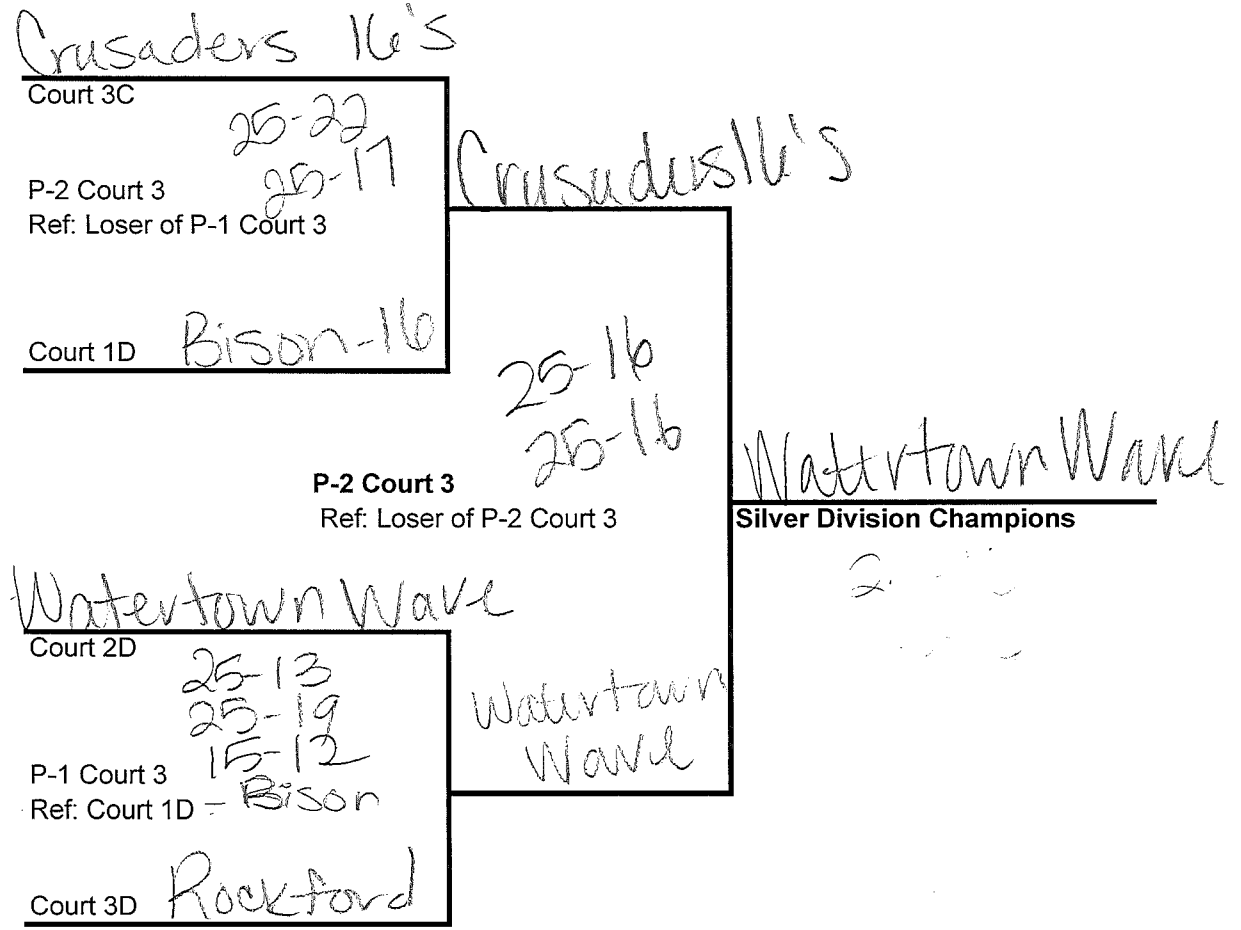 Crusaders 16's
Court 3C
25-22
25-17
P-2 Court 3
Ref: Loser of P-1 Court 3
Court 1D Bison-16
Crusaders 16's
25-16
25-16
P-2 Court 3
Ref: Loser of P-2 Court 3
Watertown Wave
Silver Division Champions
Watertown Wave
Court 2D
25-13
25-19
15-12
P-1 Court 3
Ref: Court 1D - Bison
Court 3D Rockford
Watertown
Wave